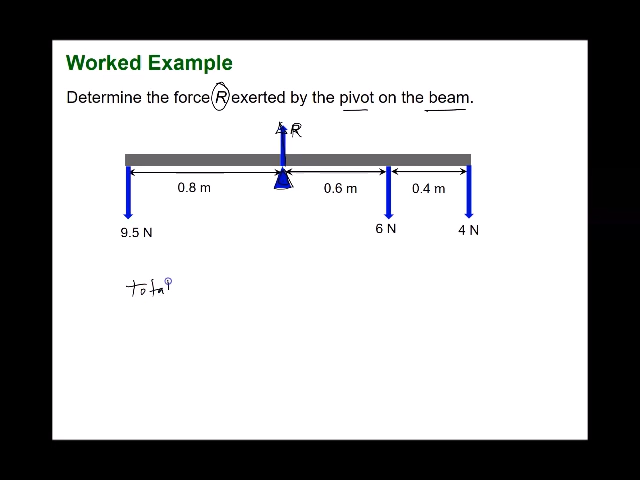 Worked Example
Determine the force R exerted by the pivot on the beam.
R
0.8 m
0.6 m
0.4 m
9.5 N
6 N
4 N
total